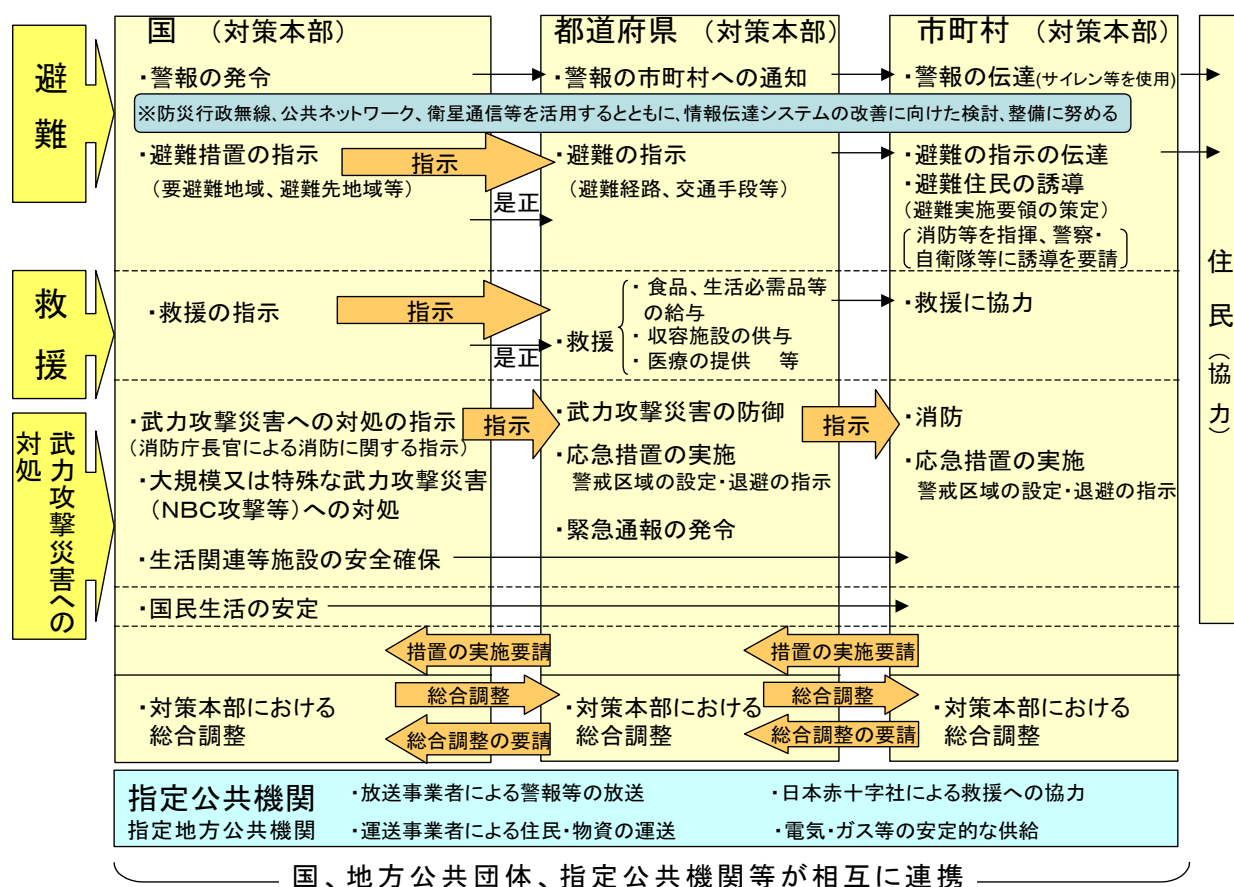 避難
国 （対策本部）
都道府県 （対策本部）
市町村 （対策本部）
・警報の発令
・警報の市町村への通知
・警報の伝達(サイレン等を使用)
※防災行政無線、公共ネットワーク、衛星通信等を活用するとともに、情報伝達システムの改善に向けた検討、整備に努める
・避難措置の指示
（要避難地域、避難先地域等）
指示
是正
・避難の指示
（避難経路、交通手段等）
・避難の指示の伝達
・避難住民の誘導
（避難実施要領の策定）
消防等を指揮、警察・
自衛隊等に誘導を要請
救援
・救援の指示
指示
是正
・救援
・食品、生活必需品等
の給与
・収容施設の供与
・医療の提供　等
・救援に協力
武力攻撃災害への
対処
・武力攻撃災害への対処の指示
（消防庁長官による消防に関する指示）
・大規模又は特殊な武力攻撃災害
（NBC攻撃等）への対処
・生活関連等施設の安全確保
指示
・武力攻撃災害の防御
・応急措置の実施
警戒区域の設定・退避の指示
・緊急通報の発令
指示
・消防
・応急措置の実施
警戒区域の設定・退避の指示
・国民生活の安定
措置の実施要請
措置の実施要請
・対策本部における
総合調整
総合調整
総合調整の要請
・対策本部における
総合調整
総合調整
総合調整の要請
・対策本部における
総合調整
住民（協力）
指定公共機関
指定地方公共機関
・放送事業者による警報等の放送
・日本赤十字社による救援への協力
・運送事業者による住民・物資の運送
・電気・ガス等の安定的な供給
国、地方公共団体、指定公共機関等が相互に連携